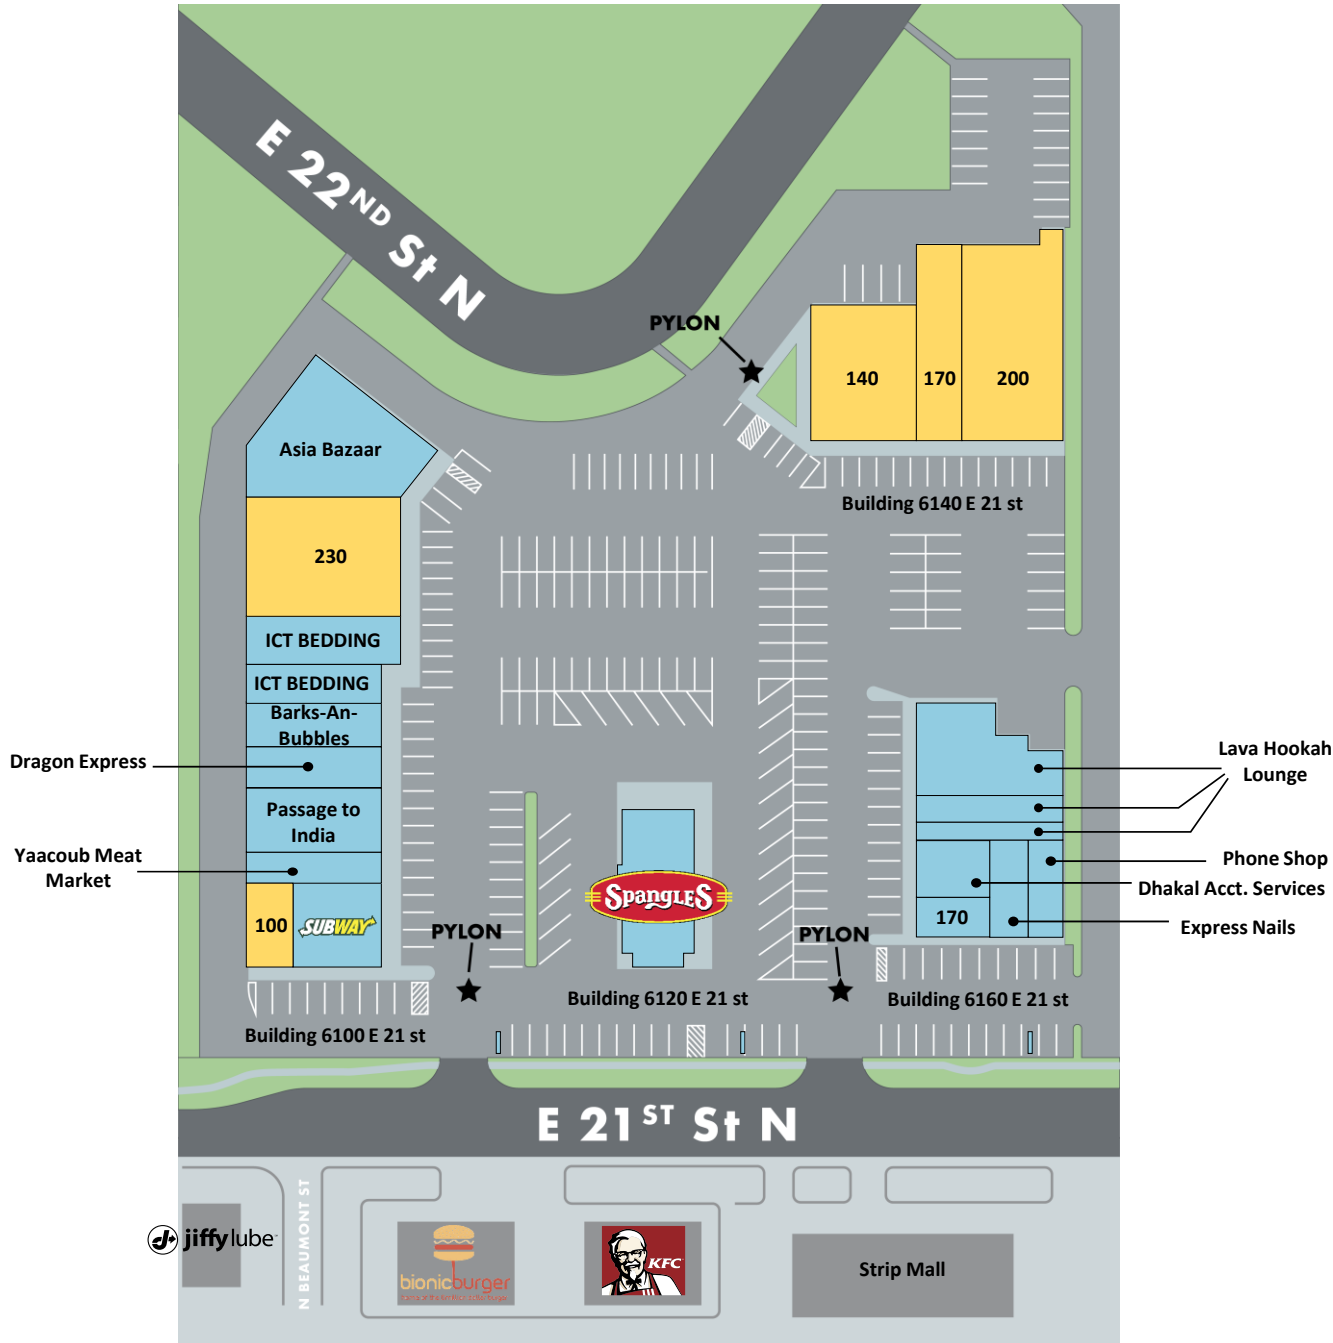 E 22ND St N
PYLON
140
170
200
Building 6140 E 21 st
Asia Bazaar
230
ICT BEDDING
ICT BEDDING
Barks-An-
Bubbles
Dragon Express
Passage to
India
Yaacoub Meat
Market
100
SUBWAY
PYLON
Building 6100 E 21 st
SPANGLES
Building 6120 E 21 st
PYLON
Lava Hookah
Lounge
Phone Shop
Dhakal Acct. Services
170
Express Nails
Building 6160 E 21 st
E 21ST St N
N BEAUMONT ST
jiffy lube
bionicburger
KFC
Strip Mall